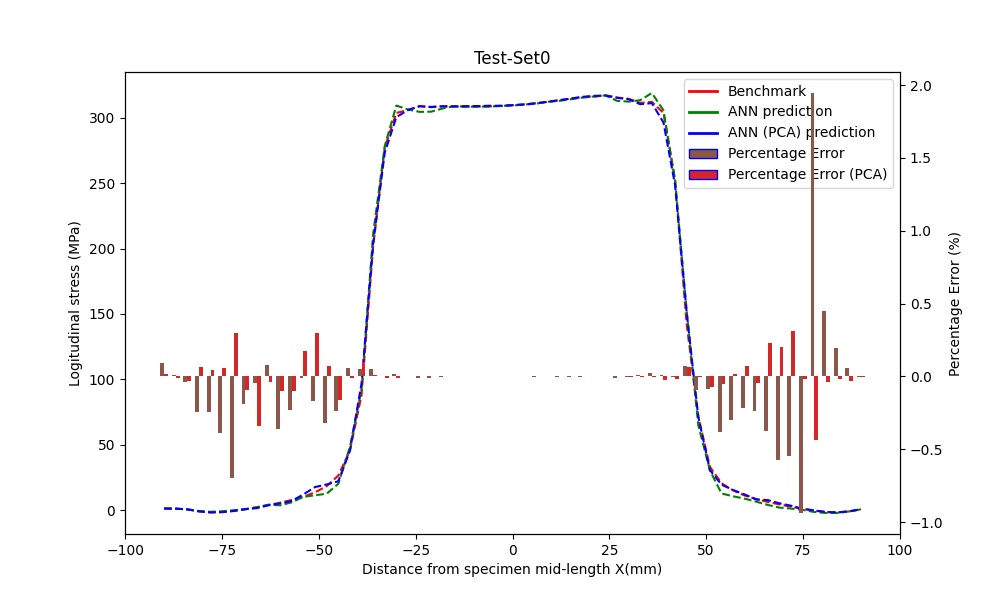 Test-Set0
Benchmark
ANN prediction
ANN (PCA) prediction
Percentage Error
Percentage Error (PCA)
Logitudinal stress (MPa)
300
250
200
150
100
50
0
2.0
1.5
1.0
0.5
0.0
−0.5
−1.0
Percentage Error (%)
−100 −75 −50 −25 0 25 50 75 100
Distance from specimen mid-length X(mm)